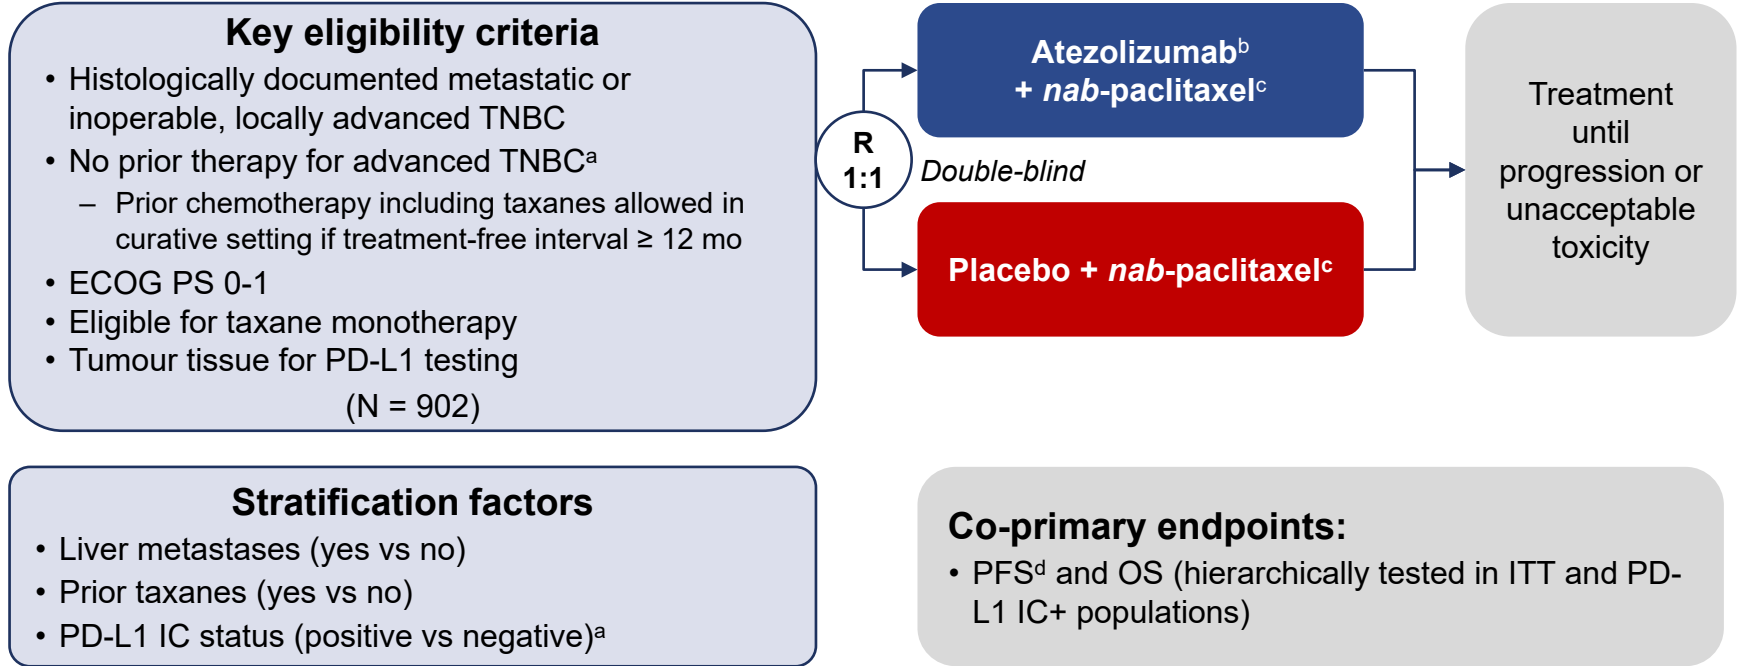 Key eligibility criteria
• Histologically documented metastatic or
inoperable, locally advanced TNBC
• No prior therapy for advanced TNBCᵃ
– Prior chemotherapy including taxanes allowed in
curative setting if treatment-free interval ≥ 12 mo
• ECOG PS 0-1
• Eligible for taxane monotherapy
• Tumour tissue for PD-L1 testing
(N = 902)
R
1:1
Atezolizumabᵇ
+ nab-paclitaxelᶜ
Double-blind
Placebo + nab-paclitaxelᶜ
Treatment
until
progression or
unacceptable
toxicity
Stratification factors
• Liver metastases (yes vs no)
• Prior taxanes (yes vs no)
• PD-L1 IC status (positive vs negative)ᵃ
Co-primary endpoints:
• PFSᵈ and OS (hierarchically tested in ITT and PD-
L1 IC+ populations)